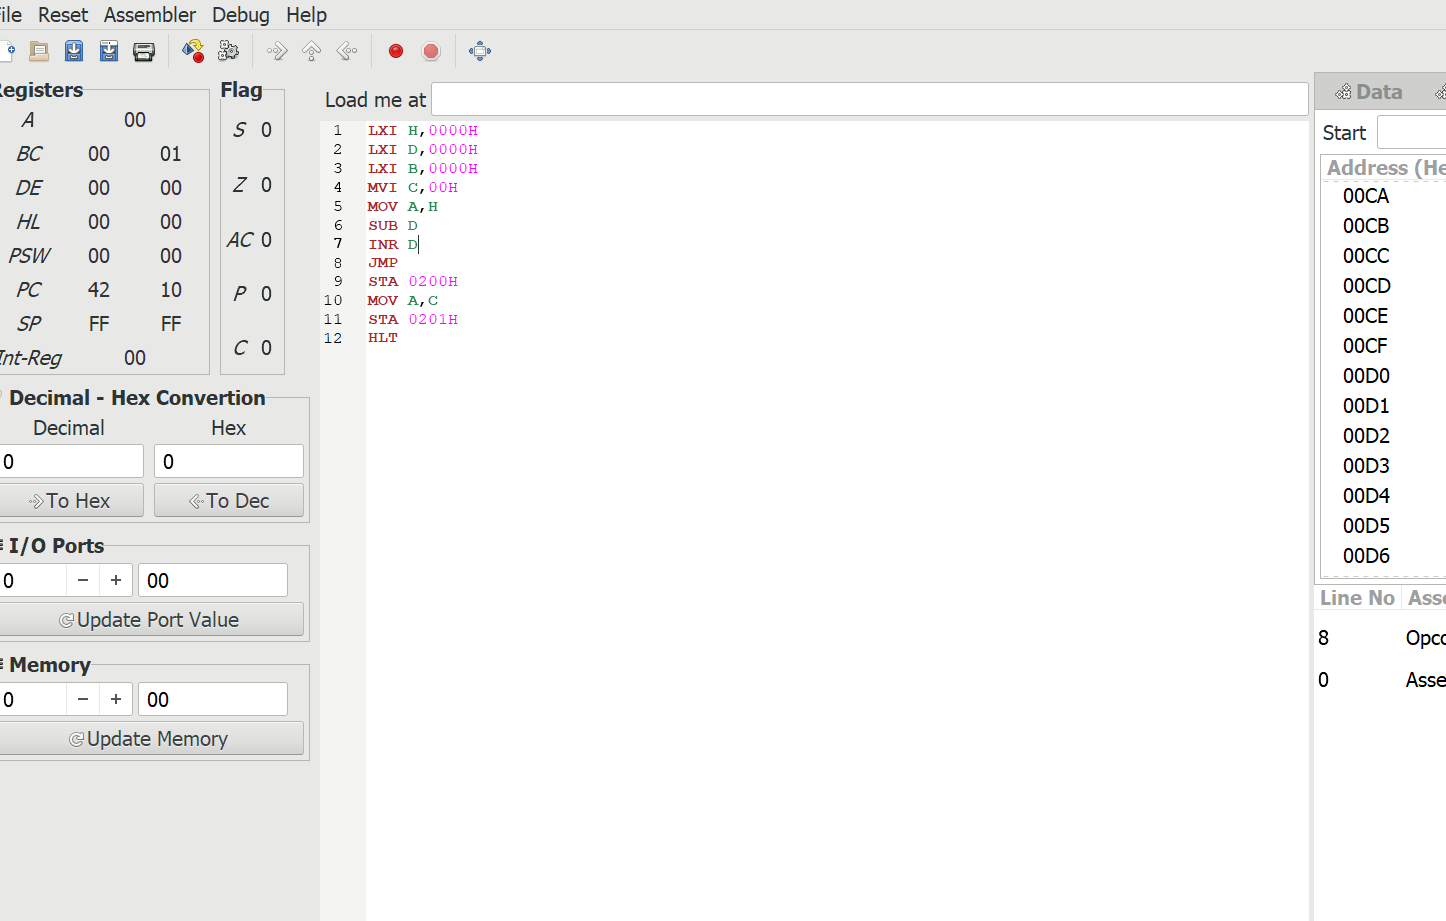 ile Reset Assembler Debug Help
Registers
A 00
BC 00 01
DE 00 00
HL 00 00
PSW 00 00
PC 42 10
SP FF FF
Int-Reg 00
Flag
S 0
Z 0
AC 0
P 0
C 0
Decimal - Hex Convertion
Decimal Hex
0 0
To Hex To Dec
I/O Ports
0 − + 00
Update Port Value
Memory
0 − + 00
Update Memory
Load me at
1 LXI H,0000H
2 LXI D,0000H
3 LXI B,0000H
4 MVI C,00H
5 MOV A,H
6 SUB D
7 INR D
8 JMP
9 STA 0200H
10 MOV A,C
11 STA 0201H
12 HLT
Data
Start
Address (He
00CA
00CB
00CC
00CD
00CE
00CF
00D0
00D1
00D2
00D3
00D4
00D5
00D6
Line No Asse
8 Opco
0 Asse